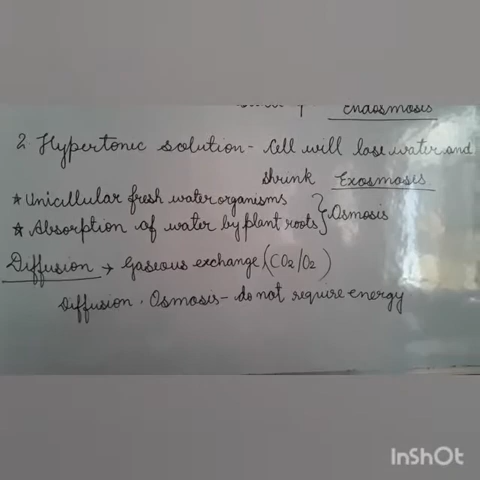 endosmosis
2. Hypertonic solution - Cell will lose water and
shrink Exosmosis
* Unicillular fresh water organisms
* Absorption of water by plant roots } Osmosis
Diffusion → Gaseous exchange (CO2/O2)
Diffusion, Osmosis - do not require energy
InShOt